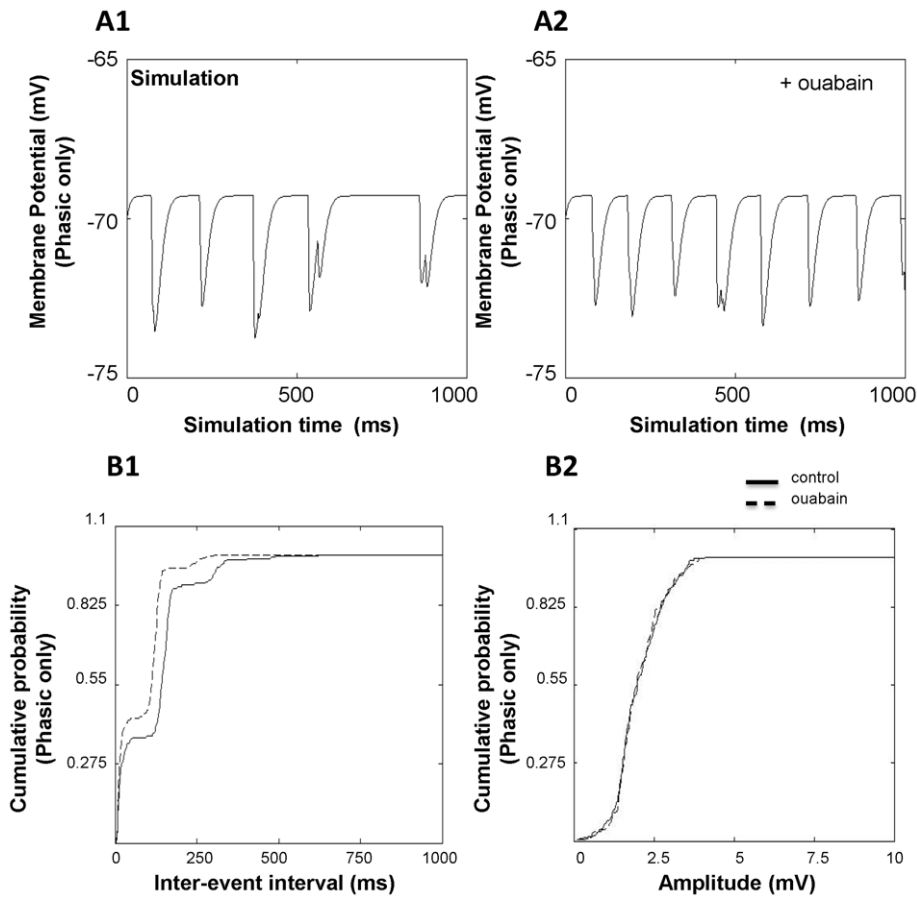 A1
A2
Membrane Potential (mV)
(Phasic only)
-65
-70
-75
Simulation
0
500
1000
Simulation time (ms)
Membrane Potential (mV)
(Phasic only)
-65
-70
-75
+ ouabain
0
500
1000
Simulation time (ms)
B1
B2
control
ouabain
Cumulative probability
(Phasic only)
1.1
0.825
0.55
0.275
0
250
500
750
1000
Inter-event interval (ms)
Cumulative probability
(Phasic only)
1.1
0.825
0.55
0.275
0
2.5
5
7.5
10
Amplitude (mV)